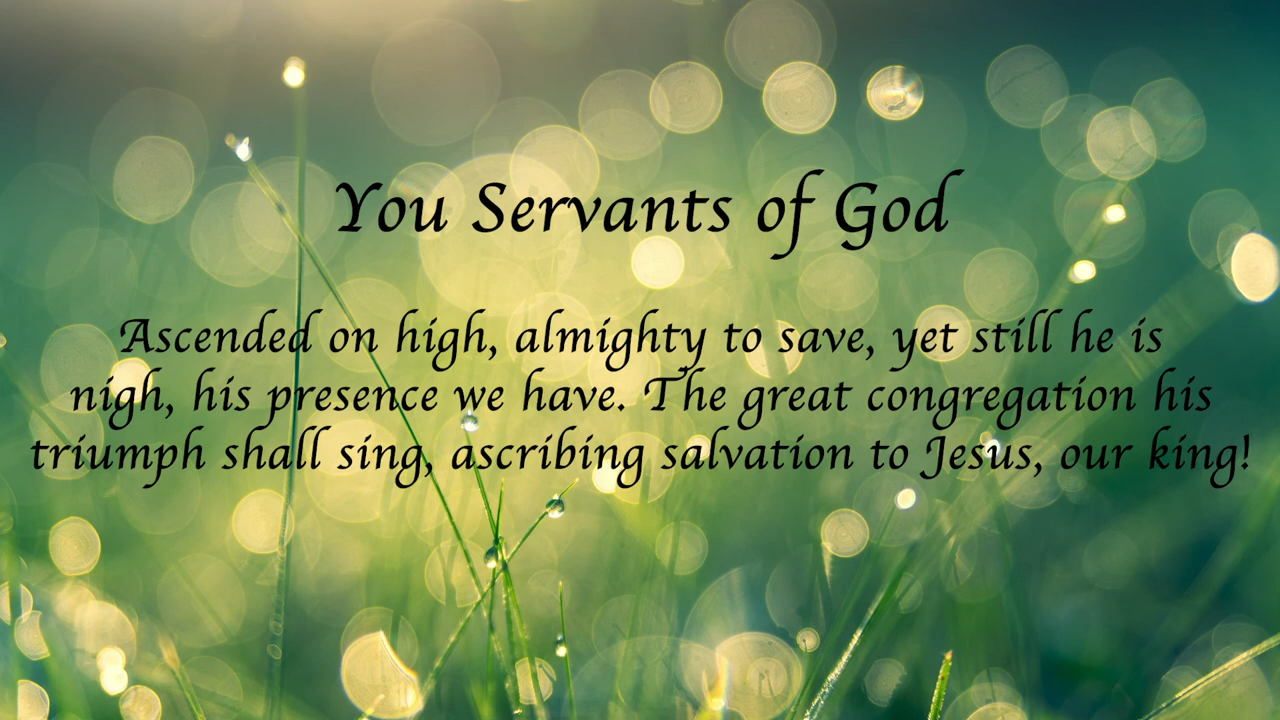 You Servants of God
Ascended on high, almighty to save, yet still he is
nigh, his presence we have. The great congregation his
triumph shall sing, ascribing salvation to Jesus, our king!